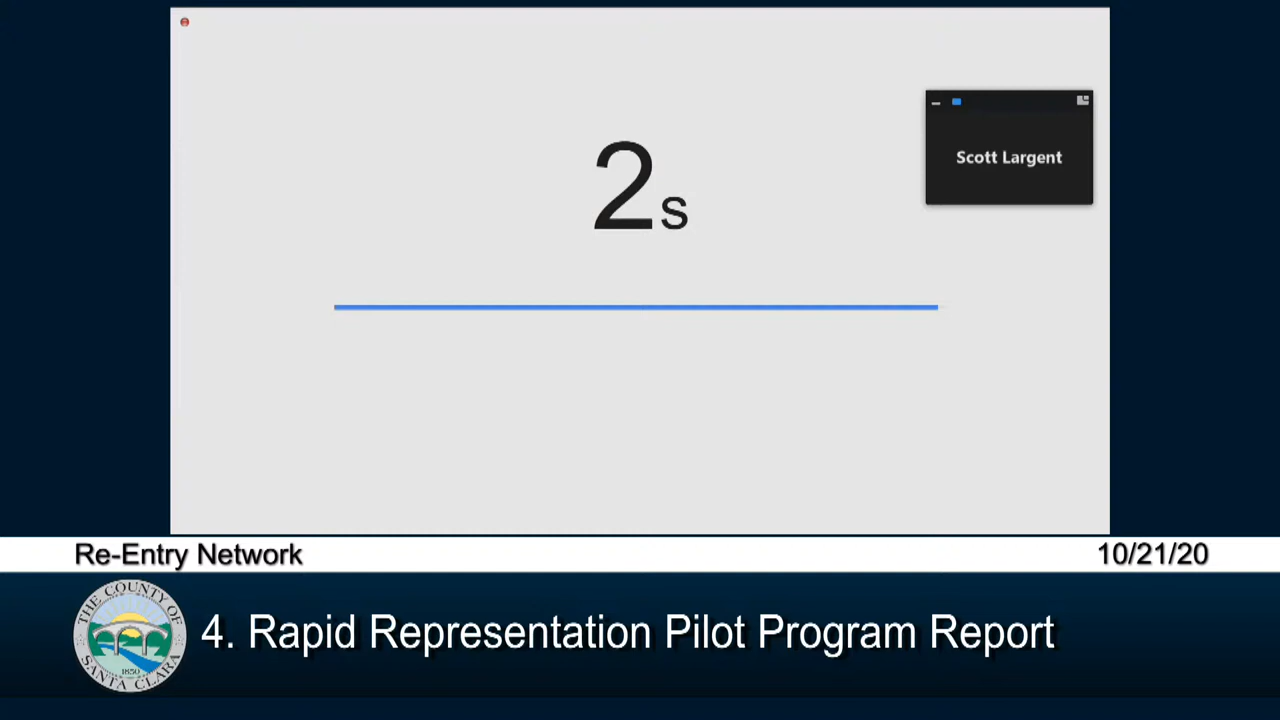 2s
Scott Largent
Re-Entry Network
10/21/20
THE COUNTY OF
SANTA CLARA
1850
4. Rapid Representation Pilot Program Report